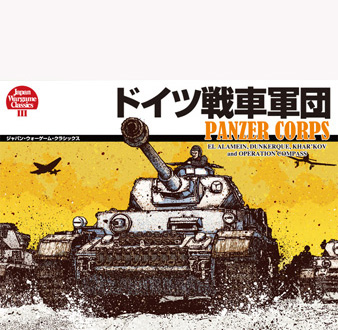 Japan
Wargame
Classics
III
ドイツ戦車軍団
PANZER CORPS
ジャパン・ウォーゲーム・クラシックス
EL ALAMEIN, DUNKERQUE, KHAR'KOV
and OPERATION COMPASS